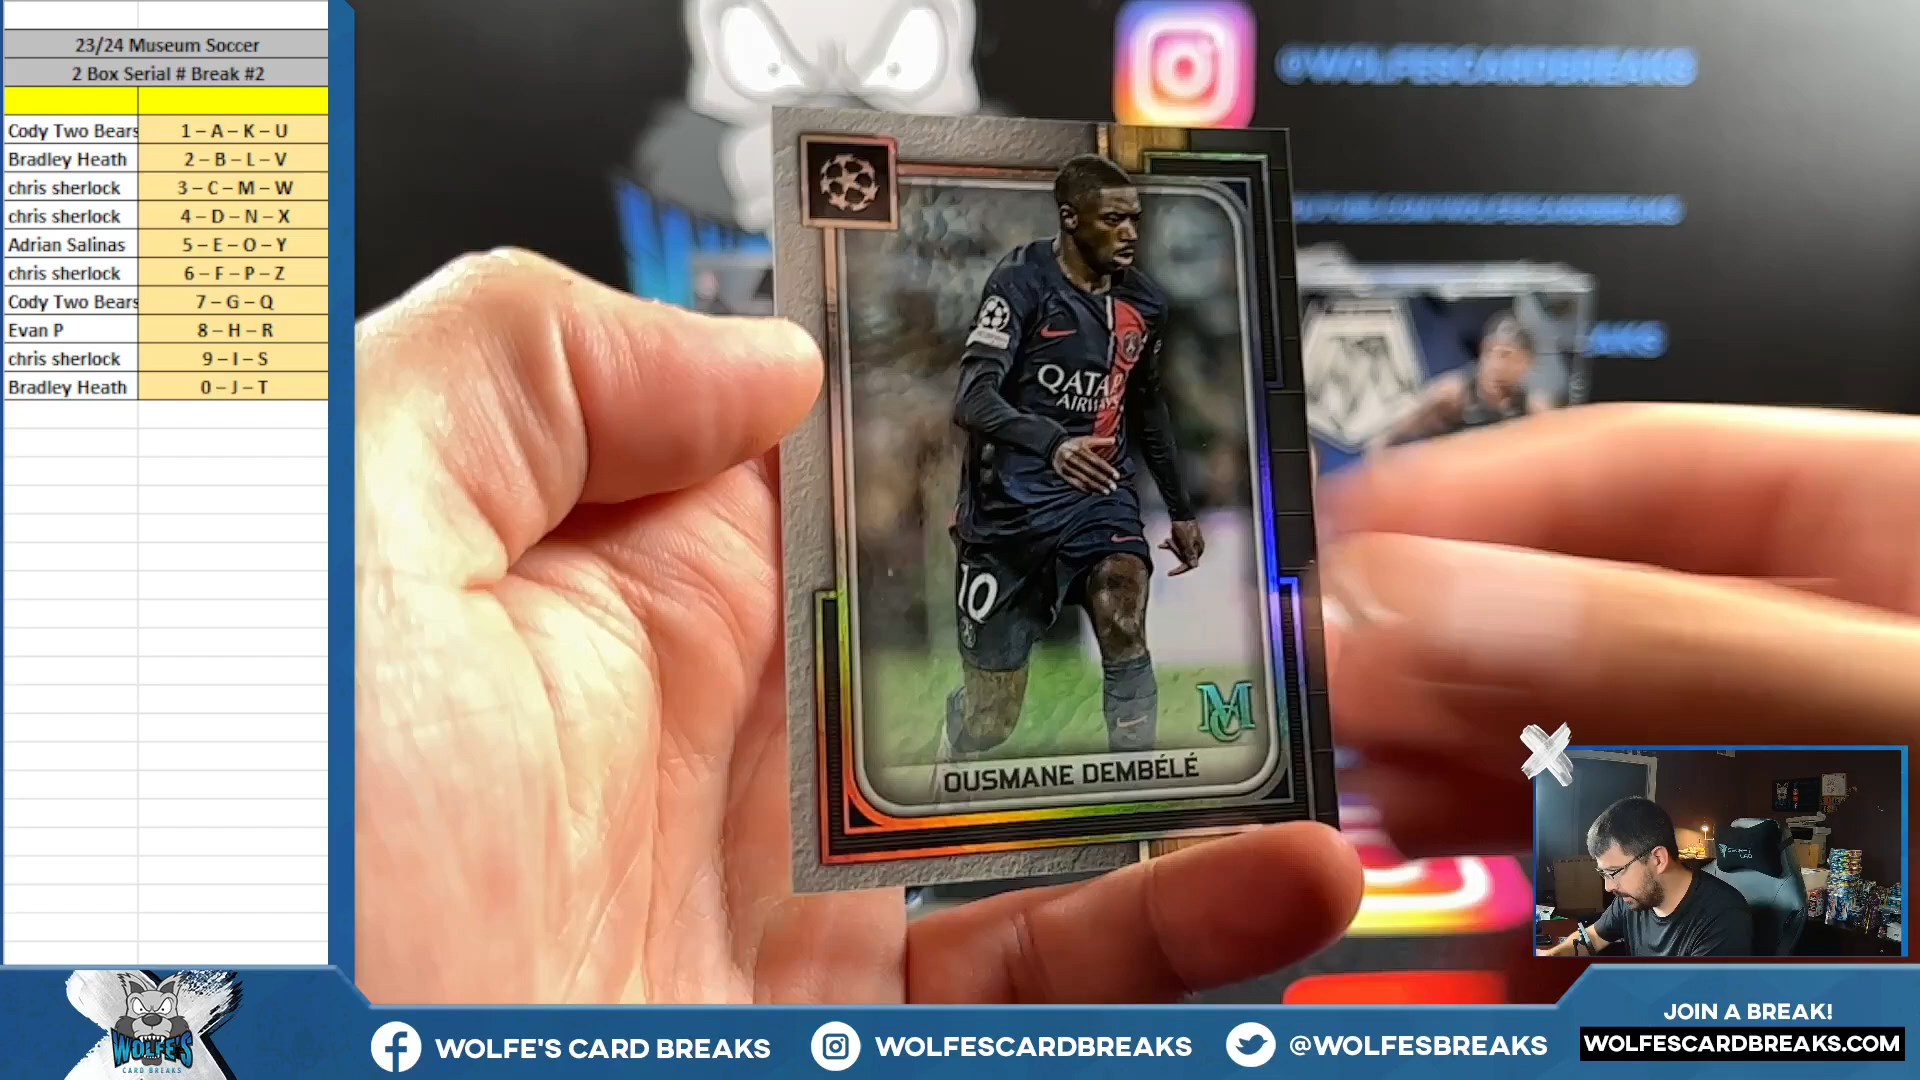 23/24 Museum Soccer
2 Box Serial # Break #2
Cody Two Bears 1 – A – K – U
Bradley Heath 2 – B – L – V
chris sherlock 3 – C – M – W
chris sherlock 4 – D – N – X
Adrian Salinas 5 – E – O – Y
chris sherlock 6 – F – P – Z
Cody Two Bears 7 – G – Q
Evan P 8 – H – R
chris sherlock 9 – I – S
Bradley Heath 0 – J – T
@WOLFESCARDBREAKS
QATAR
AIRWAYS
10
MC
OUSMANE DEMBÉLÉ
WOLFE'S
CARD BREAKS
WOLFE'S CARD BREAKS
WOLFESCARDBREAKS
@WOLFESBREAKS
JOIN A BREAK!
WOLFESCARDBREAKS.COM